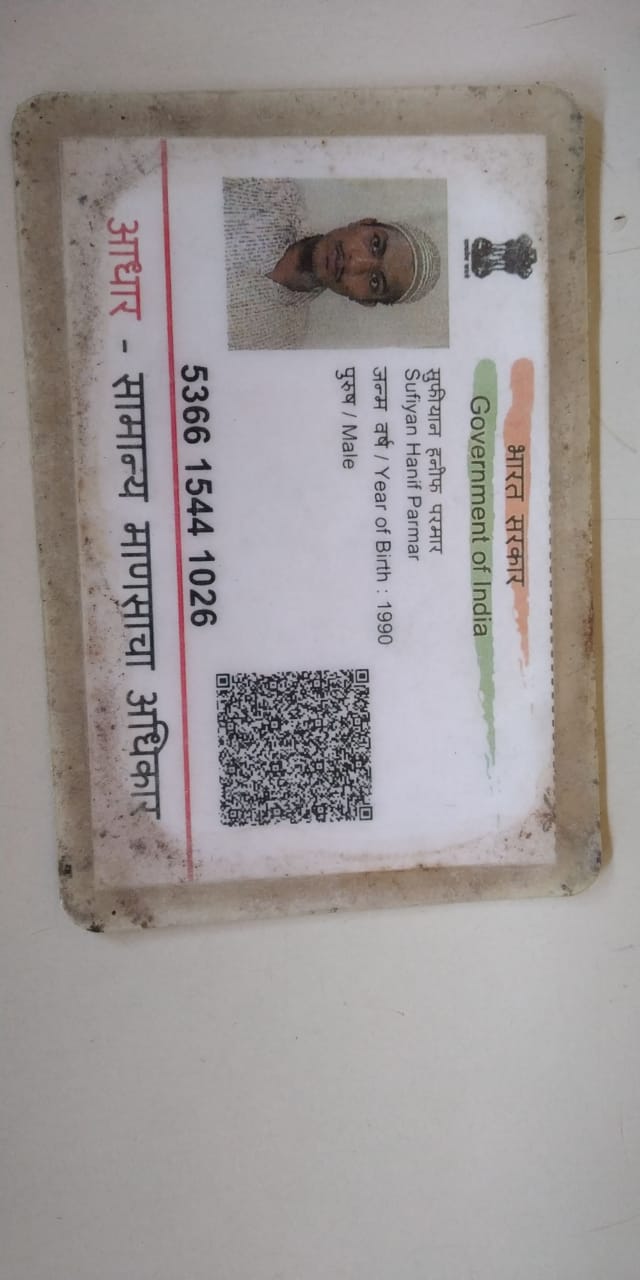 भारत सरकार
Government of India
सुफीयान हनीफ परमार
Sufiyan Hanif Parmar
जन्म वर्ष / Year of Birth : 1990
पुरुष / Male
5366 1544 1026
आधार - सामान्य माणसाचा अधिकार